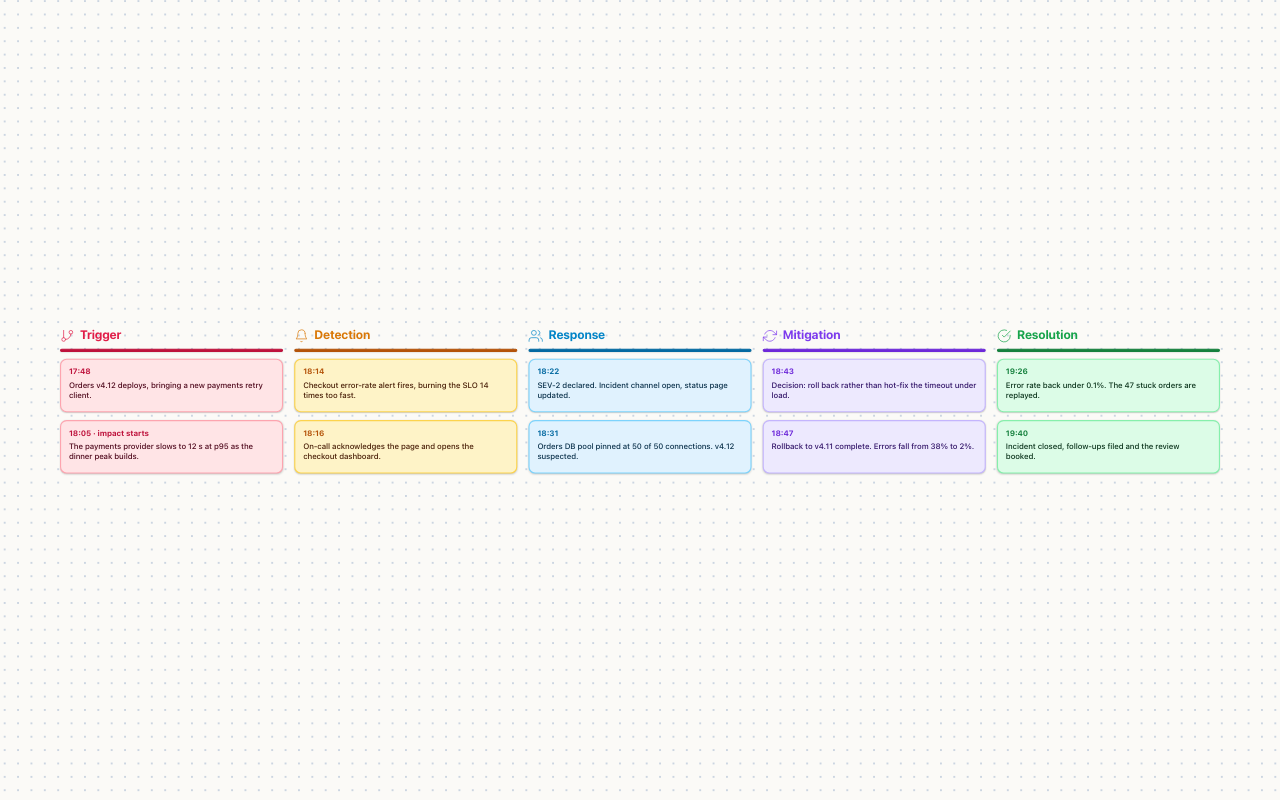 Trigger
17:48
Orders v4.12 deploys, bringing a new payments retry
client.
18:05 · impact starts
The payments provider slows to 12 s at p95 as the
dinner peak builds.
Detection
18:14
Checkout error-rate alert fires, burning the SLO 14
times too fast.
18:16
On-call acknowledges the page and opens the
checkout dashboard.
Response
18:22
SEV-2 declared. Incident channel open, status page
updated.
18:31
Orders DB pool pinned at 50 of 50 connections. v4.12
suspected.
Mitigation
18:43
Decision: roll back rather than hot-fix the timeout under
load.
18:47
Rollback to v4.11 complete. Errors fall from 38% to 2%.
Resolution
19:26
Error rate back under 0.1%. The 47 stuck orders are
replayed.
19:40
Incident closed, follow-ups filed and the review
booked.